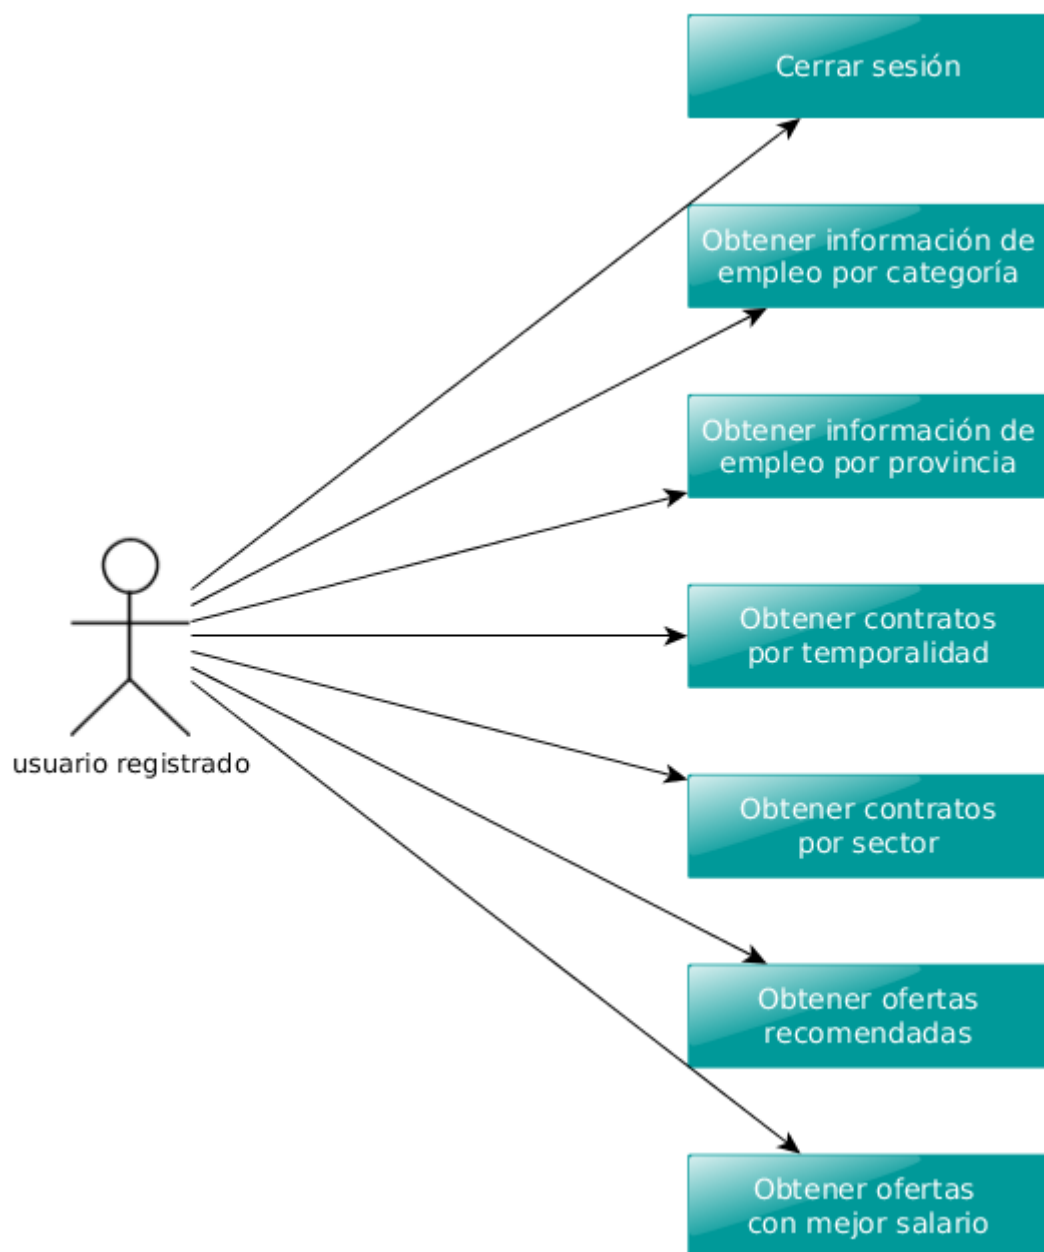 Cerrar sesión
Obtener información de
empleo por categoría
Obtener información de
empleo por provincia
Obtener contratos
por temporalidad
usuario registrado
Obtener contratos
por sector
Obtener ofertas
recomendadas
Obtener ofertas
con mejor salario